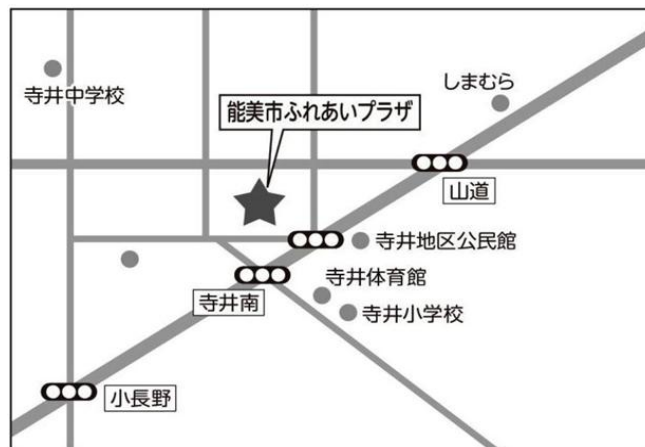 寺井中学校
しまむら
能美市ふれあいプラザ
山道
寺井地区公民館
寺井体育館
寺井南
寺井小学校
小長野